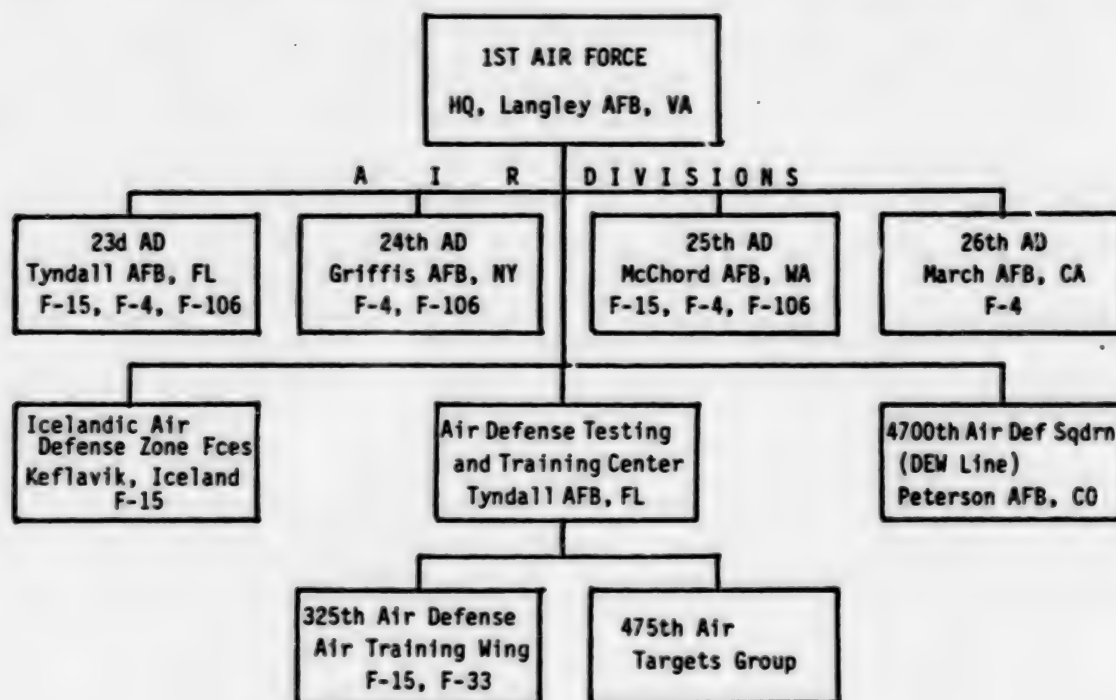 1ST AIR FORCE
HQ, Langley AFB, VA
A I R D I V I S I O N S
23d AD
Tyndall AFB, FL
F-15, F-4, F-106
24th AD
Griffis AFB, NY
F-4, F-106
25th AD
McChord AFB, WA
F-15, F-4, F-106
26th AD
March AFB, CA
F-4
Icelandic Air
Defense Zone Fces
Keflavik, Iceland
F-15
Air Defense Testing
and Training Center
Tyndall AFB, FL
4700th Air Def Sqdrn
(DEW Line)
Peterson AFB, CO
325th Air Defense
Air Training Wing
F-15, F-33
475th Air
Targets Group